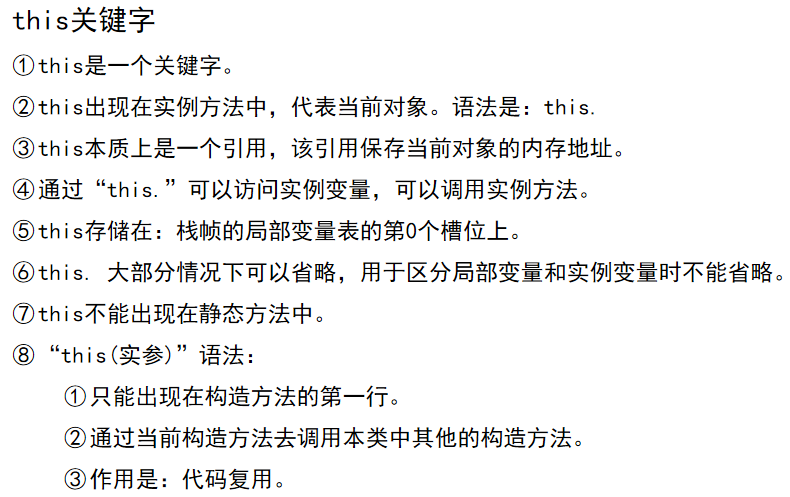 this关键字
①this是一个关键字。
②this出现在实例方法中，代表当前对象。语法是：this.
③this本质上是一个引用，该引用保存当前对象的内存地址。
④通过“this.”可以访问实例变量，可以调用实例方法。
⑤this存储在：栈帧的局部变量表的第0个槽位上。
⑥this. 大部分情况下可以省略，用于区分局部变量和实例变量时不能省略。
⑦this不能出现在静态方法中。
⑧“this(实参)”语法：
①只能出现在构造方法的第一行。
②通过当前构造方法去调用本类中其他的构造方法。
③作用是：代码复用。